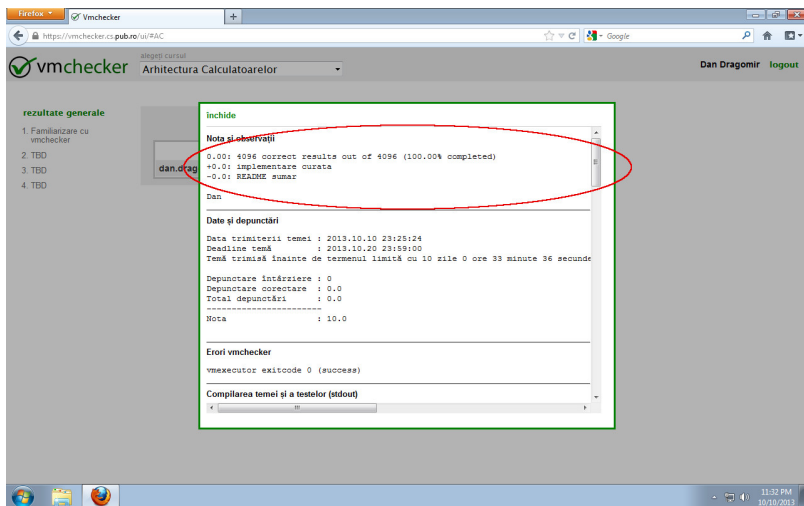 Firefox
Vmchecker
+
https://vmchecker.cs.pub.ro/ui/#AC
Google
vmchecker
alegeți cursul
Arhitectura Calculatoarelor
Dan Dragomir logout
rezultate generale
1. Familiarizare cu
vmchecker
2. TBD
3. TBD
4. TBD
dan.drag
închide
Nota și observații
0.00: 4096 correct results out of 4096 (100.00% completed)
+0.0: implementare curata
-0.0: README sumar
Dan
Date și depunctări
Data trimiterii temei : 2013.10.10 23:25:24
Deadline temă : 2013.10.20 23:59:00
Temă trimisă înainte de termenul limită cu 10 zile 0 ore 33 minute 36 secunde
Depunctare întârziere : 0
Depunctare corectare : 0.0
Total depunctări : 0.0
-----------------------
Nota : 10.0
Erori vmchecker
vmexecutor exitcode 0 (success)
Compilarea temei și a testelor (stdout)
11:32 PM
10/10/2013